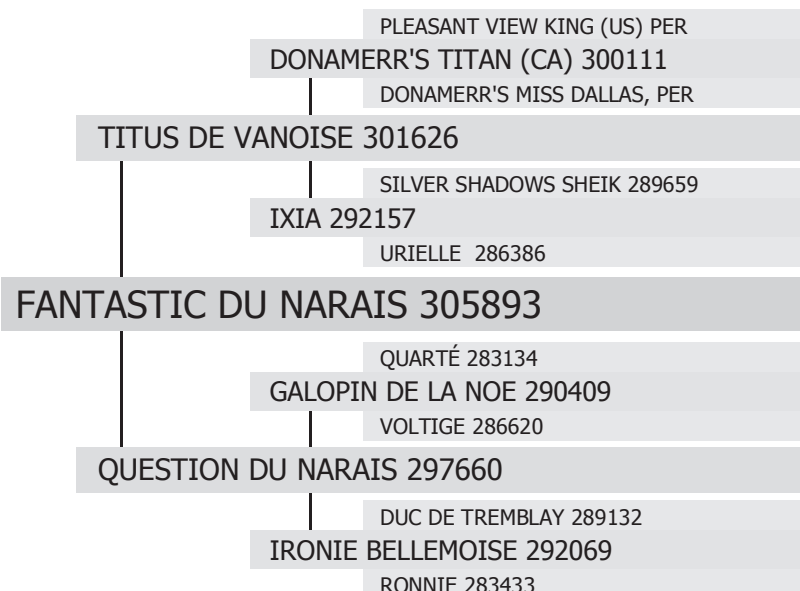 PLEASANT VIEW KING (US) PER
DONAMERR'S TITAN (CA) 300111
DONAMERR'S MISS DALLAS, PER
TITUS DE VANOISE 301626
SILVER SHADOWS SHEIK 289659
IXIA 292157
URIELLE 286386
FANTASTIC DU NARAIS 305893
QUARTÉ 283134
GALOPIN DE LA NOE 290409
VOLTIGE 286620
QUESTION DU NARAIS 297660
DUC DE TREMBLAY 289132
IRONIE BELLEMOISE 292069
RONNIE 283433